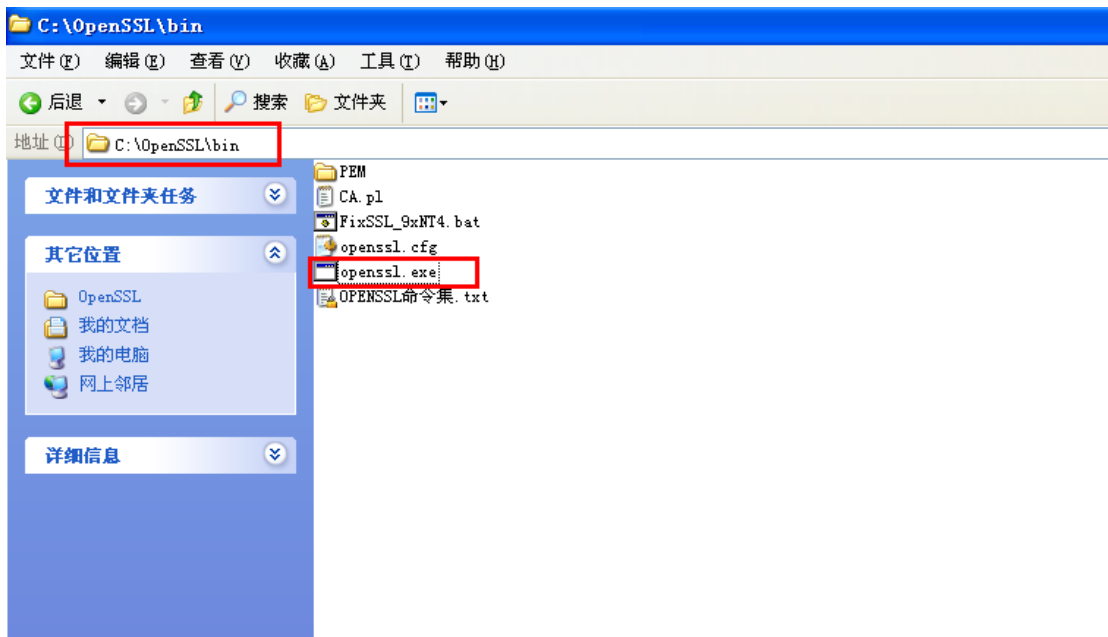 C:\OpenSSL\bin
文件(F) 编辑(E) 查看(V) 收藏(A) 工具(T) 帮助(H)
后退 搜索 文件夹
地址(D) C:\OpenSSL\bin
文件和文件夹任务
其它位置
OpenSSL
我的文档
我的电脑
网上邻居
详细信息
PEM
CA.pl
FixSSL_9xNT4.bat
openssl.cfg
openssl.exe
OPENSSL命令集.txt